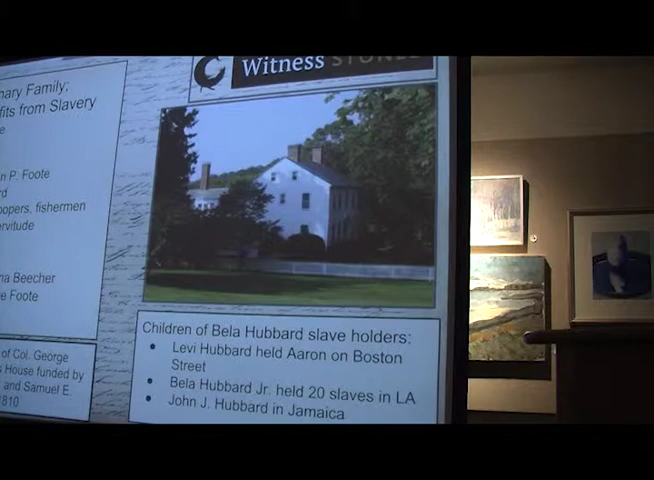 Witness STONES
nary Family;
fits from Slavery
e
n P. Foote
rd
oopers, fishermen
ervitude
na Beecher
e Foote
of Col. George
s House funded by
and Samuel E.
1810
Children of Bela Hubbard slave holders:
• Levi Hubbard held Aaron on Boston
Street
• Bela Hubbard Jr. held 20 slaves in LA
• John J. Hubbard in Jamaica